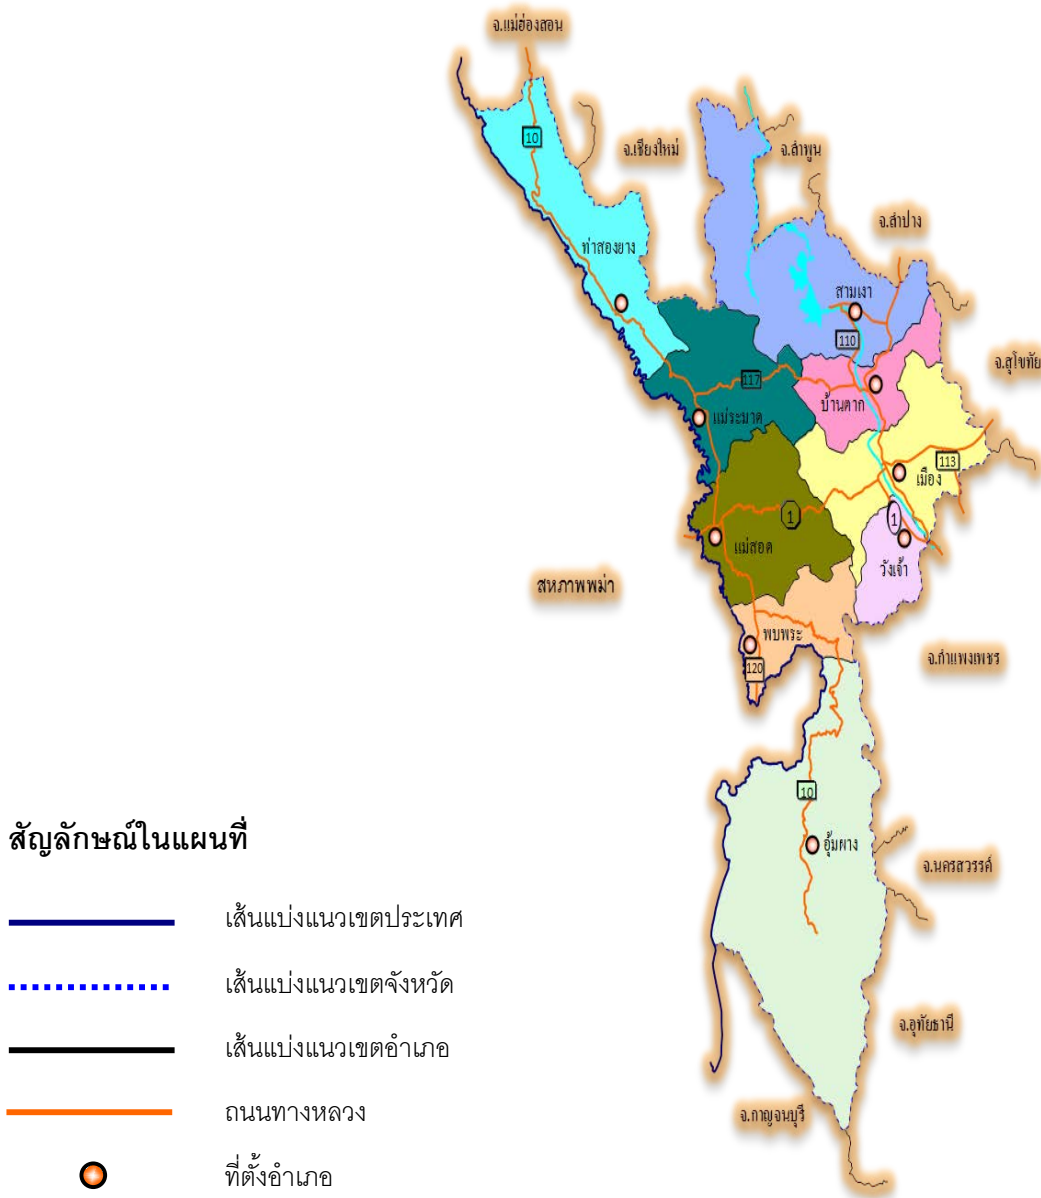 จ.แม่ฮ่องสอน
10
จ.เชียงใหม่
จ.ลำพูน
จ.ลำปาง
ท่าสองยาง
สามเงา
110
จ.สุโขทัย
117
บ้านตาก
แม่ระมาด
113
เมือง
1
1
แม่สอด
วังเจ้า
สหภาพพม่า
พบพระ
จ.กำแพงเพชร
120
10
สัญลักษณ์ในแผนที่
อุ้มผาง
จ.นครสวรรค์
เส้นแบ่งแนวเขตประเทศ
เส้นแบ่งแนวเขตจังหวัด
จ.อุทัยธานี
เส้นแบ่งแนวเขตอำเภอ
ถนนทางหลวง
จ.กาญจนบุรี
ที่ตั้งอำเภอ